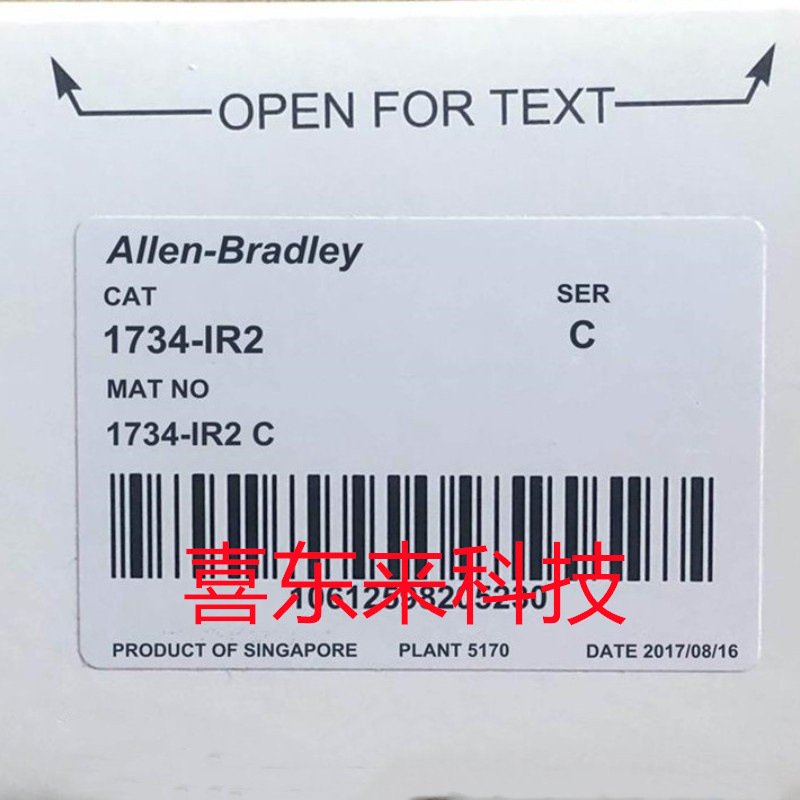 OPEN FOR TEXT
Allen-Bradley
CAT
SER
1734-IR2
C
MAT NO
1734-IR2 C
喜东来科技
PRODUCT OF SINGAPORE PLANT 5170 DATE 2017/08/16